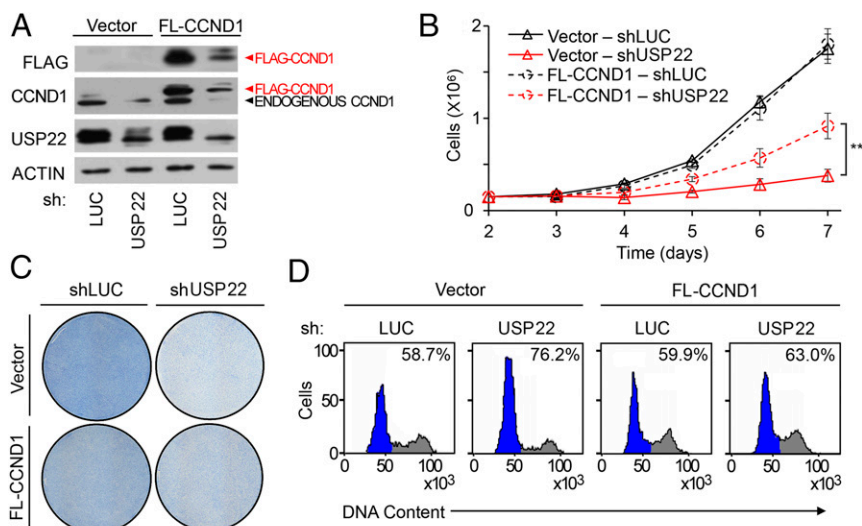 A
Vector FL-CCND1
FLAG
◄FLAG-CCND1
CCND1
◄FLAG-CCND1
◄ENDOGENOUS CCND1
USP22
ACTIN
sh:
LUC
USP22
LUC
USP22
B
Vector – shLUC
Vector – shUSP22
FL-CCND1 – shLUC
FL-CCND1 – shUSP22
Cells (X10⁶)
2
1
0
**
2 3 4 5 6 7
Time (days)
C
shLUC shUSP22
Vector
FL-CCND1
D
Vector FL-CCND1
sh: LUC USP22 LUC USP22
Cells
100
50
0
58.7% 76.2% 59.9% 63.0%
0 50 100 0 50 100 0 50 100 0 50 100
x10³ x10³ x10³ x10³
DNA Content